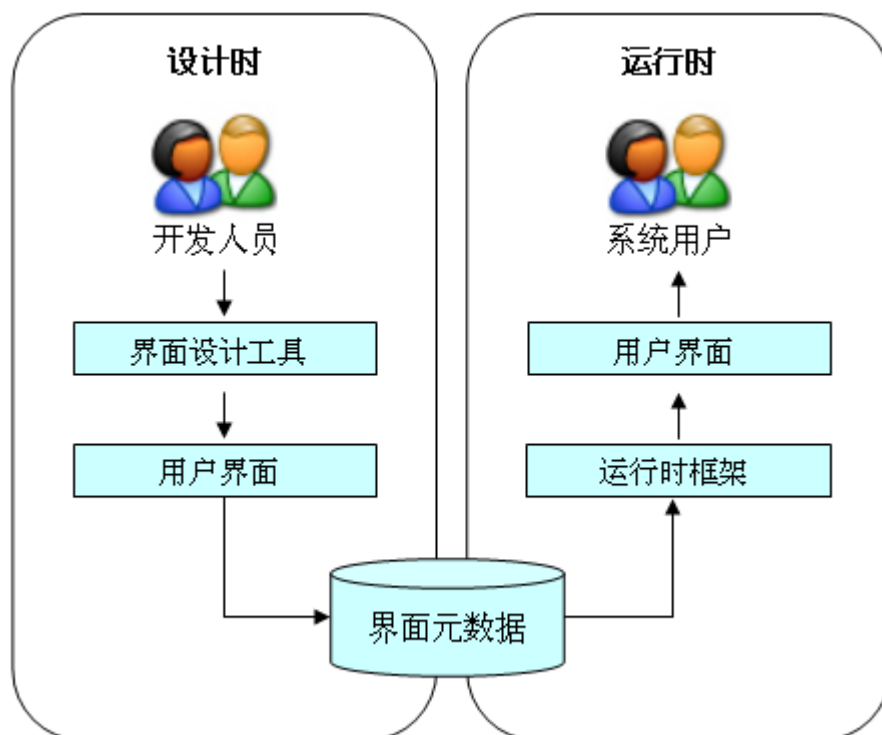 设计时
开发人员
界面设计工具
用户界面
界面元数据
运行时
系统用户
用户界面
运行时框架